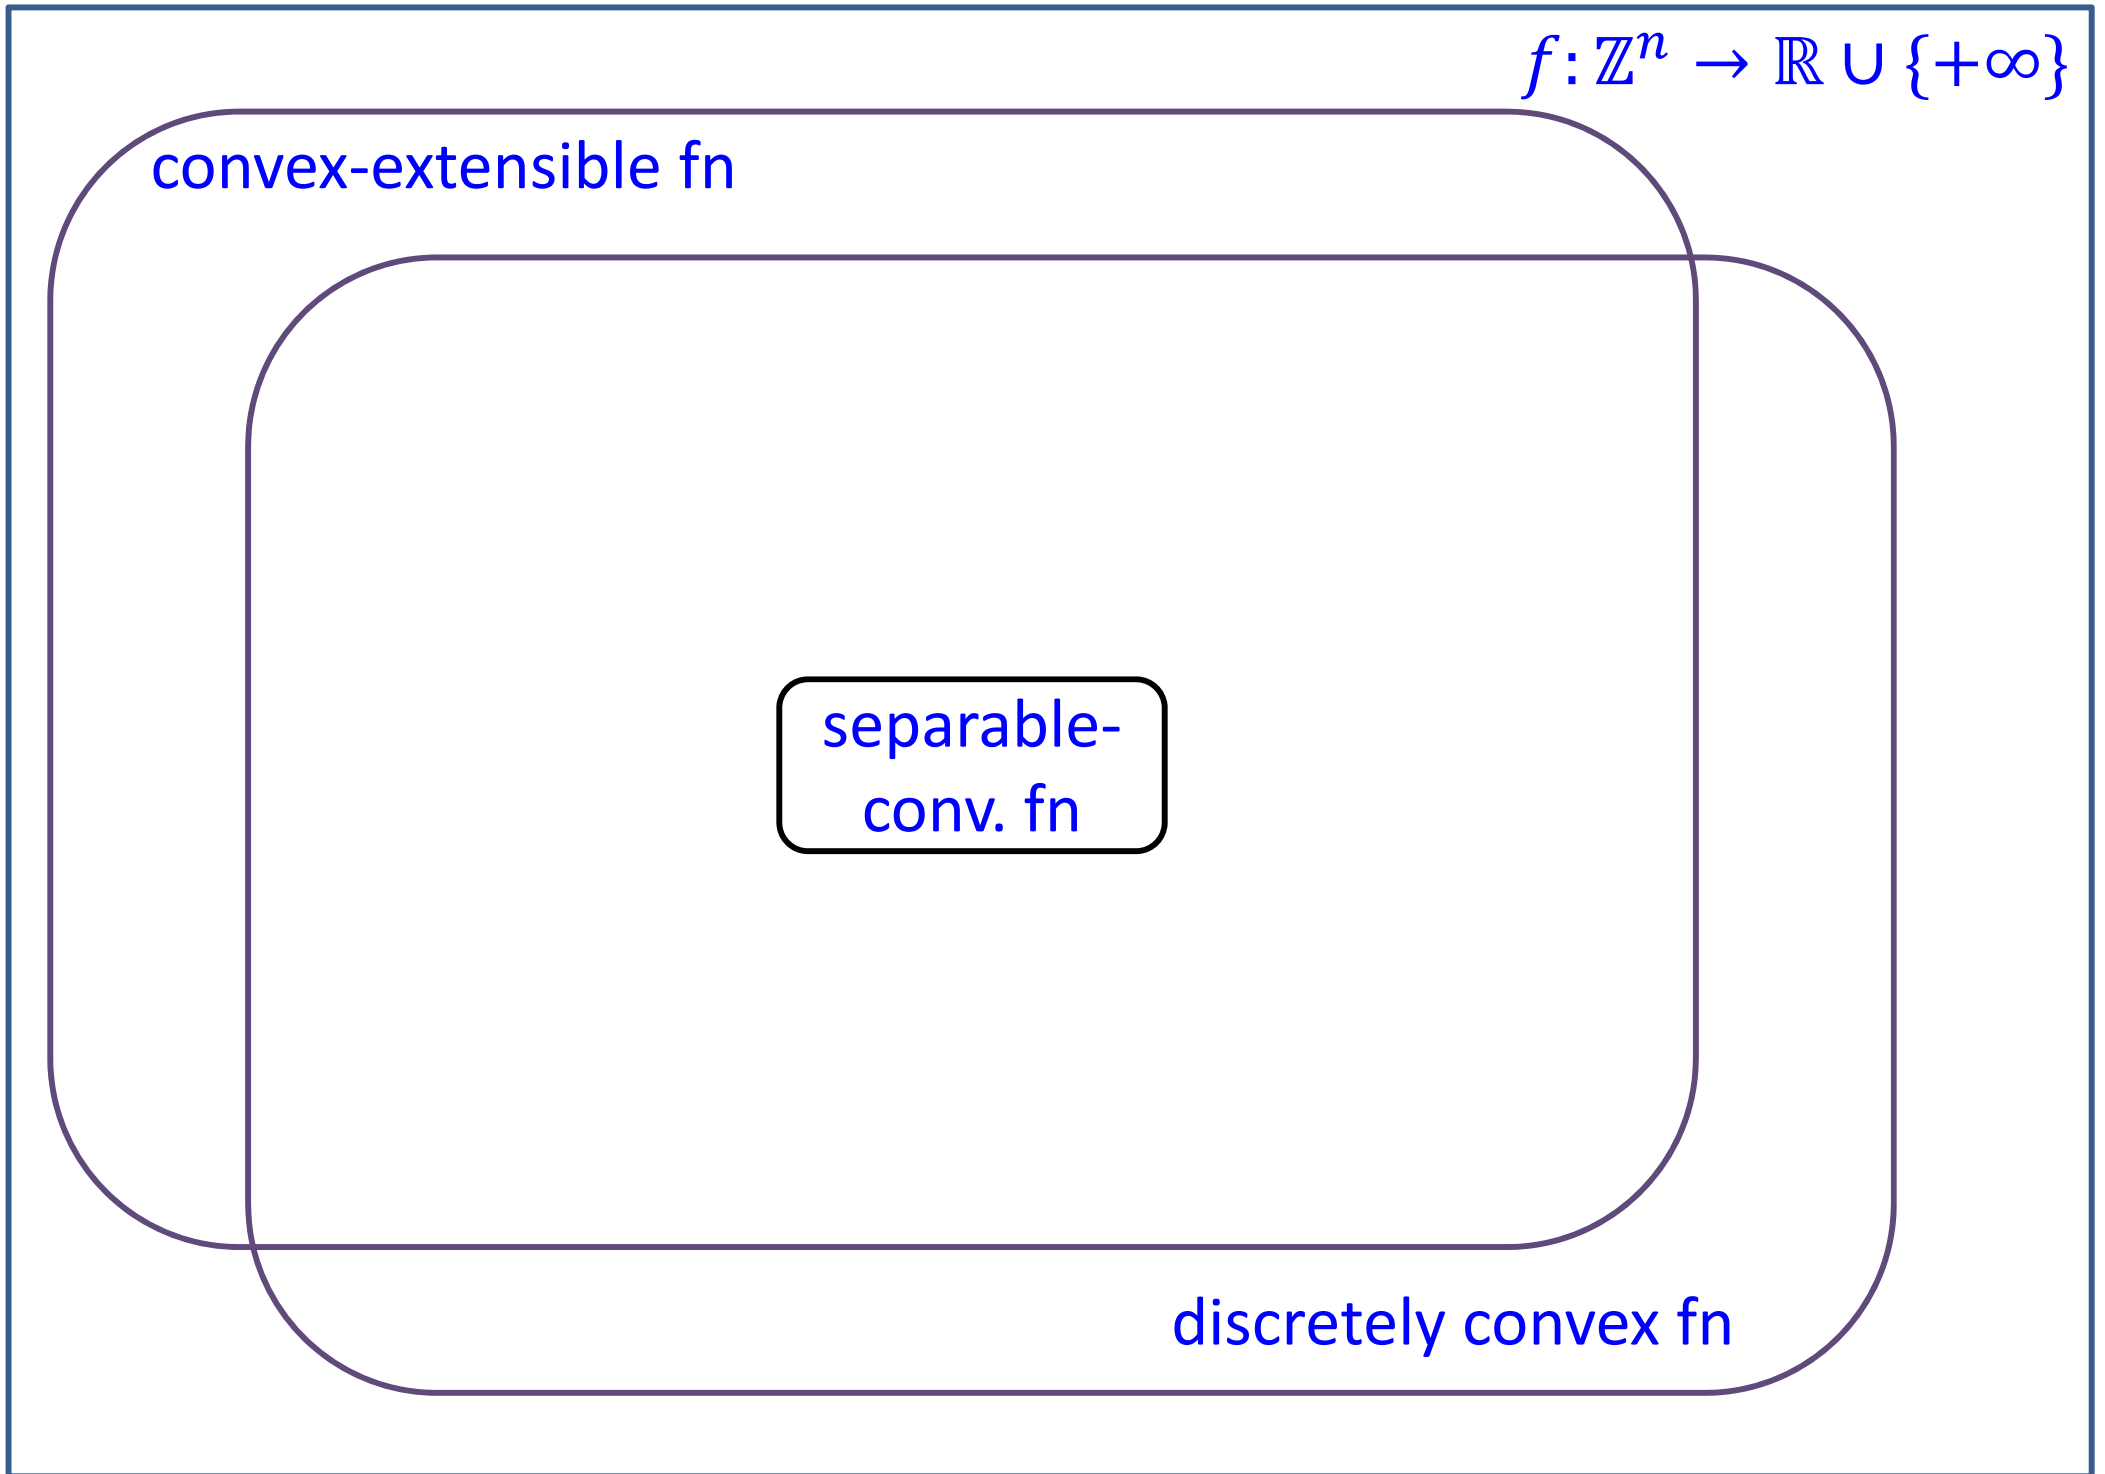 f: ℤⁿ → ℝ ∪ {+∞}
convex-extensible fn
separable-
conv. fn
discretely convex fn